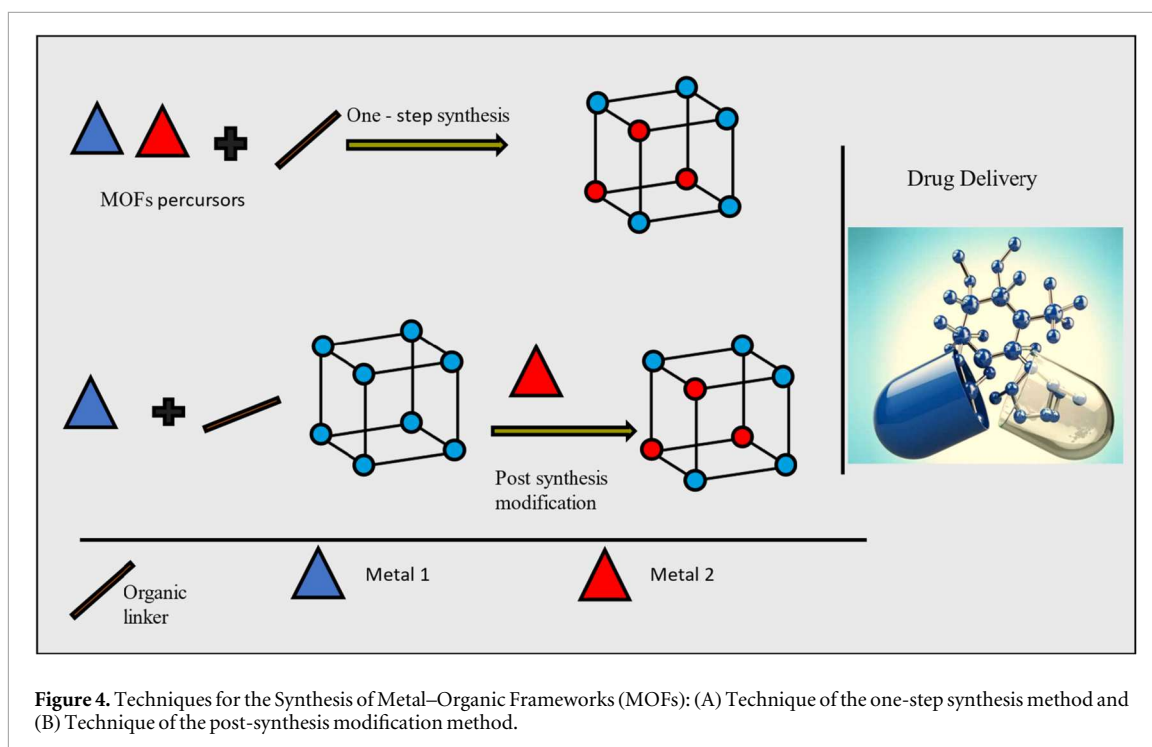 One - step synthesis
MOFs percursors
Drug Delivery
Post synthesis
modification
Organic
linker
Metal 1
Metal 2
Figure 4. Techniques for the Synthesis of Metal–Organic Frameworks (MOFs): (A) Technique of the one-step synthesis method and
(B) Technique of the post-synthesis modification method.